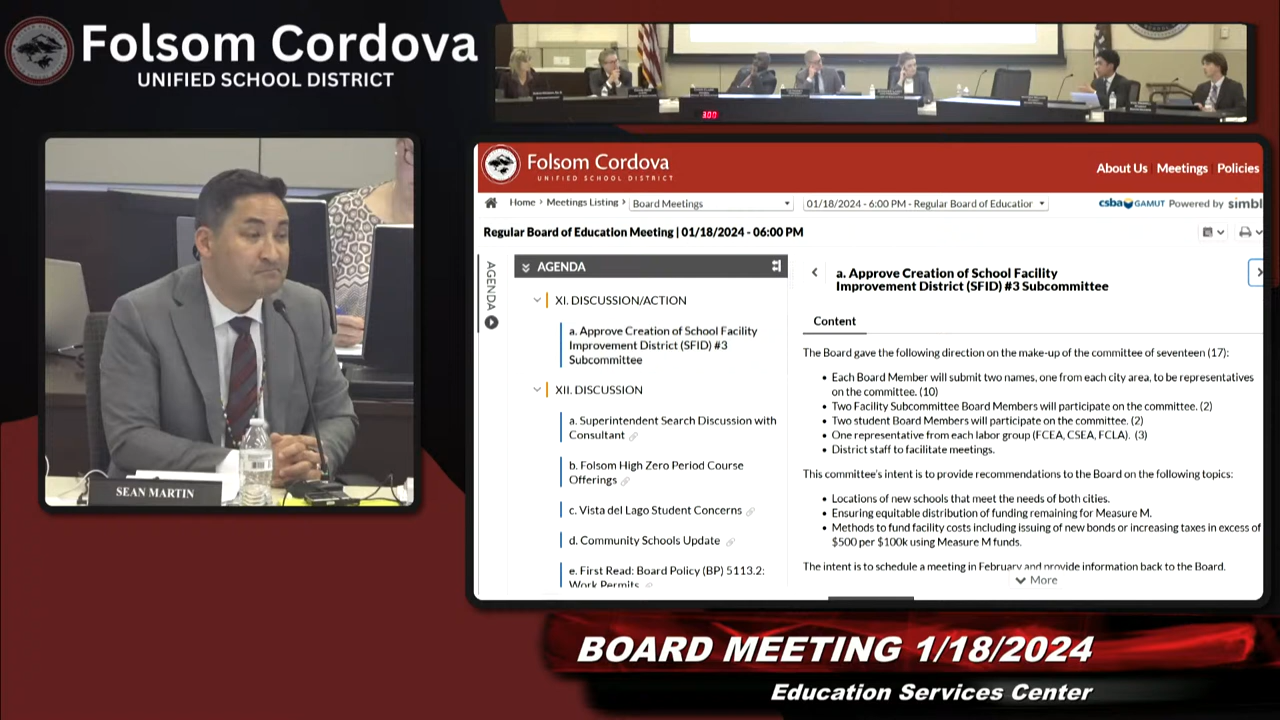 Folsom Cordova
UNIFIED SCHOOL DISTRICT
3:00
SEAN MARTIN
Folsom Cordova
UNIFIED SCHOOL DISTRICT
About Us Meetings Policies
Home > Meetings Listing > Board Meetings 01/18/2024 - 6:00 PM - Regular Board of Educatior csba GAMUT Powered by simbl
Regular Board of Education Meeting | 01/18/2024 - 06:00 PM
AGENDA
AGENDA
XI. DISCUSSION/ACTION
a. Approve Creation of School Facility
Improvement District (SFID) #3
Subcommittee
XII. DISCUSSION
a. Superintendent Search Discussion with
Consultant
b. Folsom High Zero Period Course
Offerings
c. Vista del Lago Student Concerns
d. Community Schools Update
e. First Read: Board Policy (BP) 5113.2:
Work Permits
a. Approve Creation of School Facility
Improvement District (SFID) #3 Subcommittee
Content
The Board gave the following direction on the make-up of the committee of seventeen (17):
• Each Board Member will submit two names, one from each city area, to be representatives
on the committee. (10)
• Two Facility Subcommittee Board Members will participate on the committee. (2)
• Two student Board Members will participate on the committee. (2)
• One representative from each labor group (FCEA, CSEA, FCLA). (3)
• District staff to facilitate meetings.
This committee's intent is to provide recommendations to the Board on the following topics:
• Locations of new schools that meet the needs of both cities.
• Ensuring equitable distribution of funding remaining for Measure M.
• Methods to fund facility costs including issuing of new bonds or increasing taxes in excess of
$500 per $100k using Measure M funds.
The intent is to schedule a meeting in February and provide information back to the Board.
More
BOARD MEETING 1/18/2024
Education Services Center